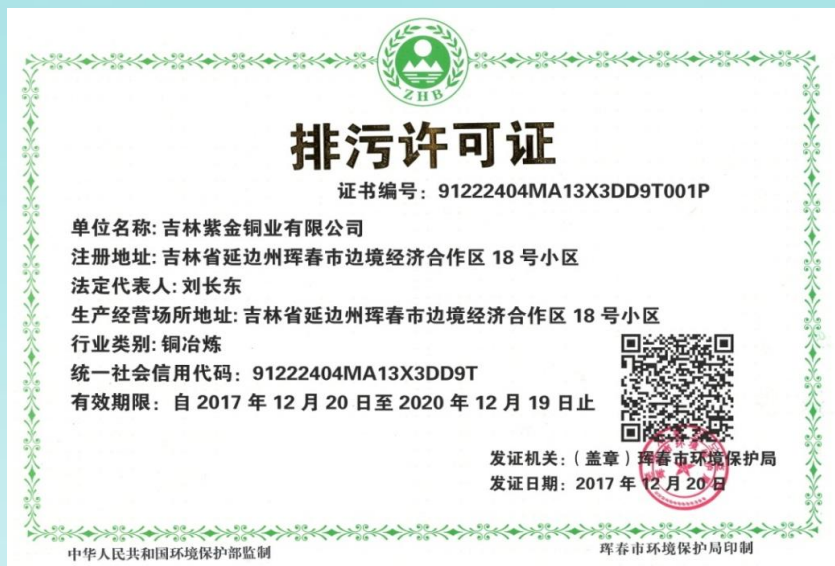 ZHB
排污许可证
证书编号：91222404MA13X3DD9T001P
单位名称:吉林紫金铜业有限公司
注册地址:吉林省延边州珲春市边境经济合作区 18 号小区
法定代表人:刘长东
生产经营场所地址:吉林省延边州珲春市边境经济合作区 18 号小区
行业类别:铜冶炼
统一社会信用代码：91222404MA13X3DD9T
有效期限：自 2017 年 12 月 20 日至 2020 年 12 月 19 日止
发证机关:（盖章）珲春市环境保护局
发证日期：2017 年 12 月 20 日
中华人民共和国环境保护部监制
珲春市环境保护局印制